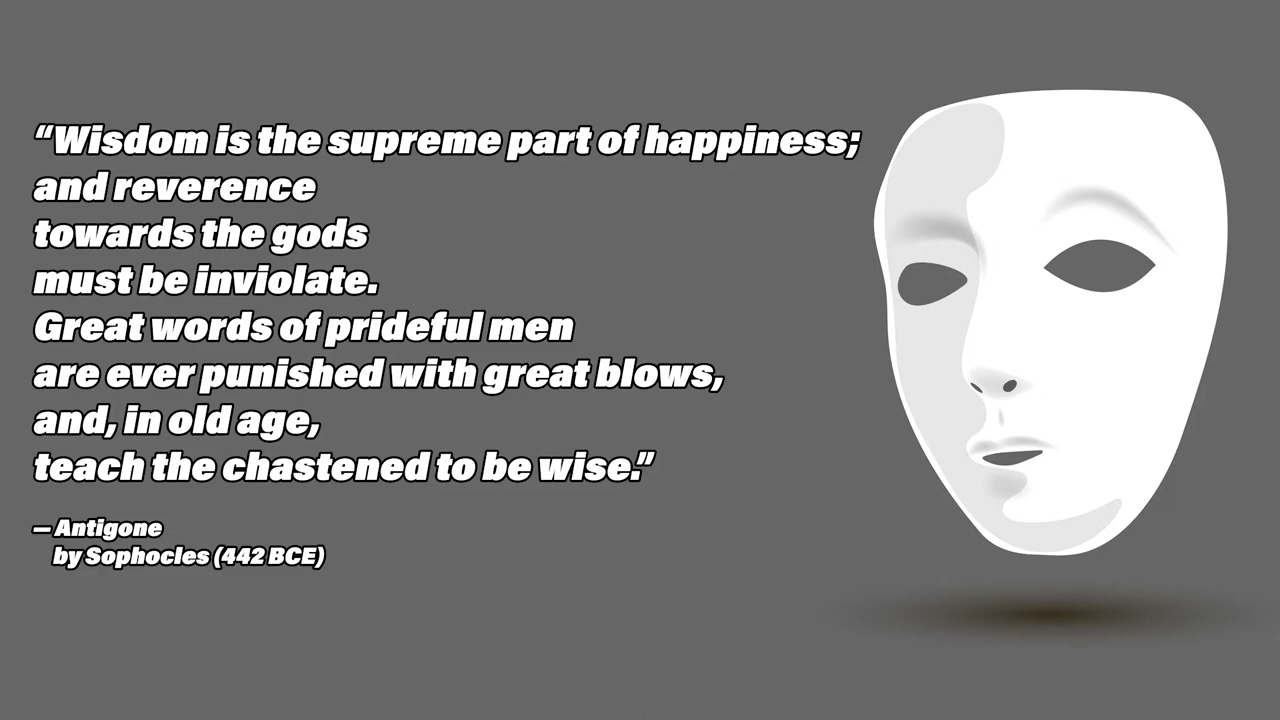 “Wisdom is the supreme part of happiness;
and reverence
towards the gods
must be inviolate.
Great words of prideful men
are ever punished with great blows,
and, in old age,
teach the chastened to be wise.”
— Antigone
by Sophocles (442 BCE)